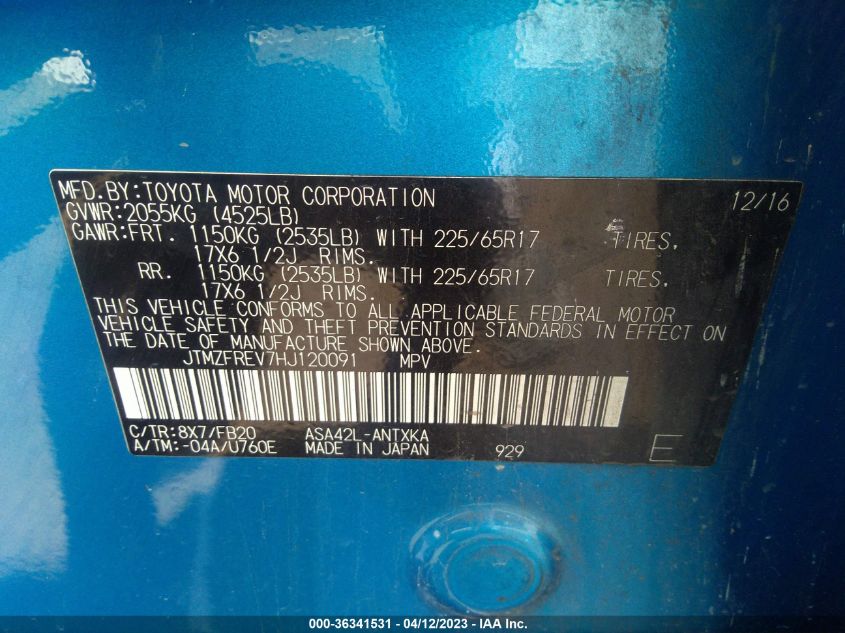 MFD.BY:TOYOTA MOTOR CORPORATION 12/16
GVWR:2055KG (4525LB)
GAWR:FRT. 1150KG (2535LB) WITH 225/65R17 TIRES,
17X6 1/2J RIMS.
RR. 1150KG (2535LB) WITH 225/65R17 TIRES,
17X6 1/2J RIMS.
THIS VEHICLE CONFORMS TO ALL APPLICABLE FEDERAL MOTOR
VEHICLE SAFETY AND THEFT PREVENTION STANDARDS IN EFFECT ON
THE DATE OF MANUFACTURE SHOWN ABOVE.
JTMZFREV7HJ120091 MPV
C/TR:8X7/FB20 ASA42L-ANTXKA
A/TM:-04A/U760E MADE IN JAPAN 929 E
000-36341531 - 04/12/2023 - IAA Inc.